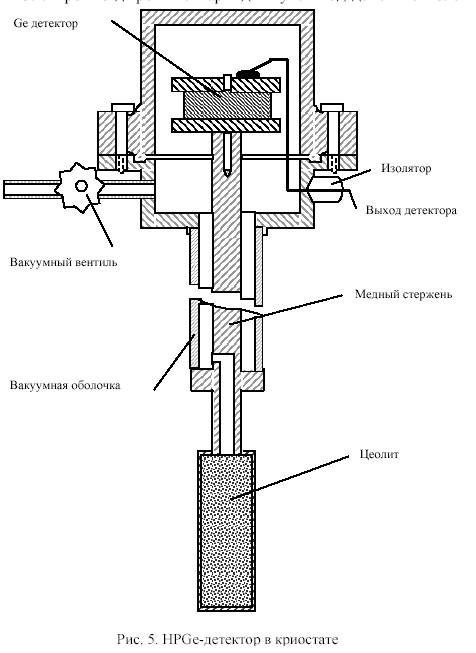 Ge детектор
Изолятор
Выход детектора
Вакуумный вентиль
Медный стержень
Вакуумная оболочка
Цеолит
Рис. 5. HPGe-детектор в криостате